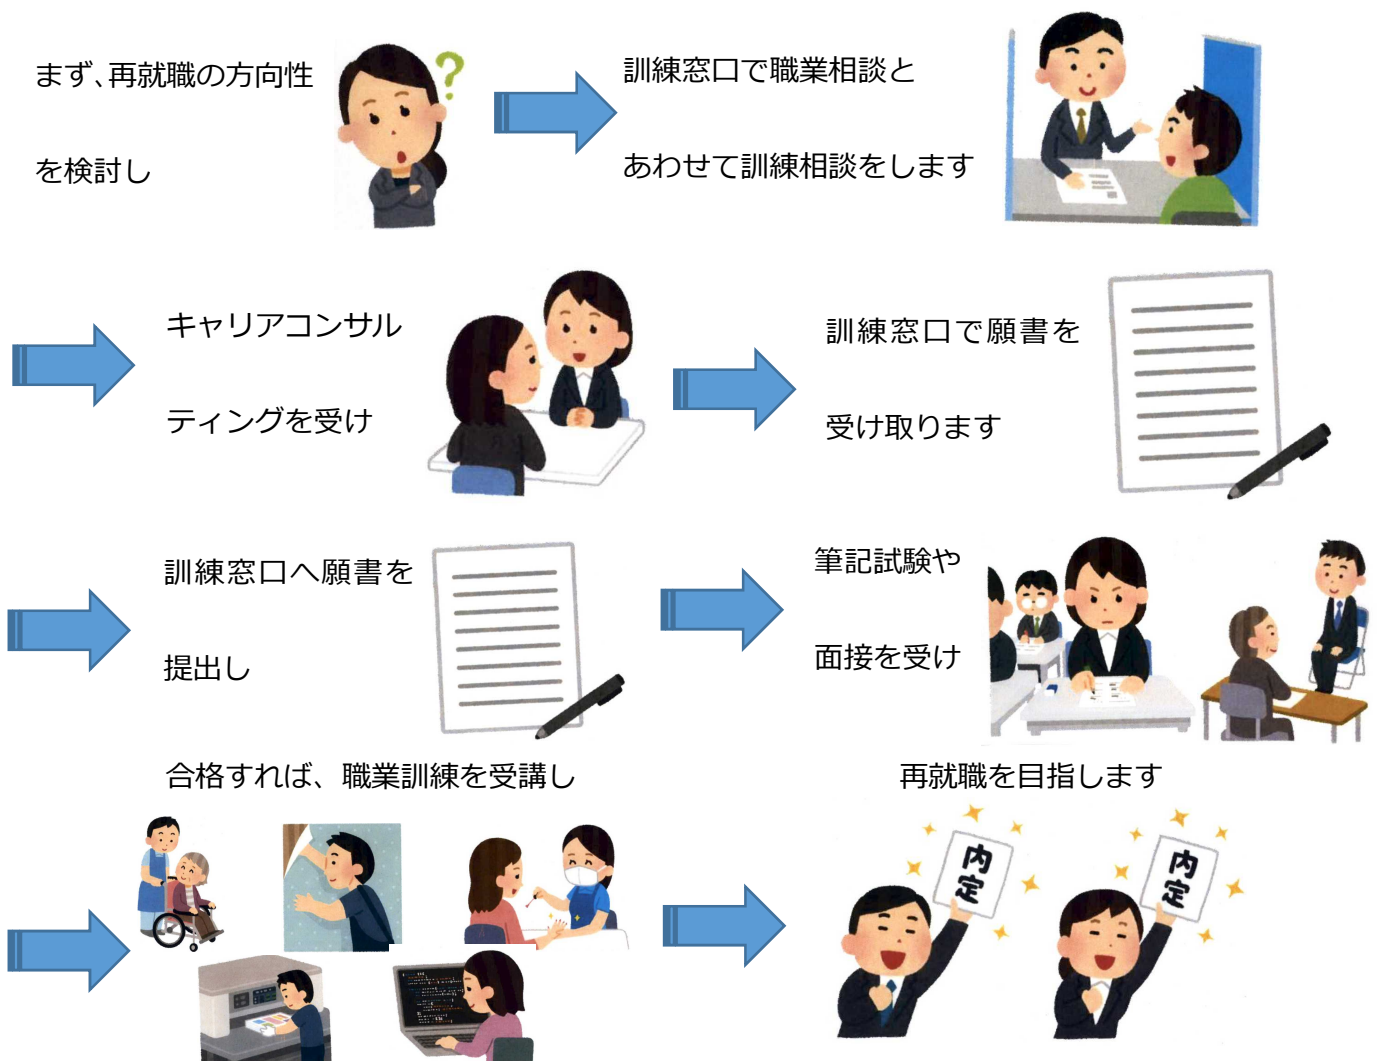 まず、再就職の方向性
を検討し
訓練窓口で職業相談と
あわせて訓練相談をします
キャリアコンサル
ティングを受け
訓練窓口で願書を
受け取ります
訓練窓口へ願書を
提出し
筆記試験や
面接を受け
合格すれば、職業訓練を受講し
再就職を目指します
内定
内定